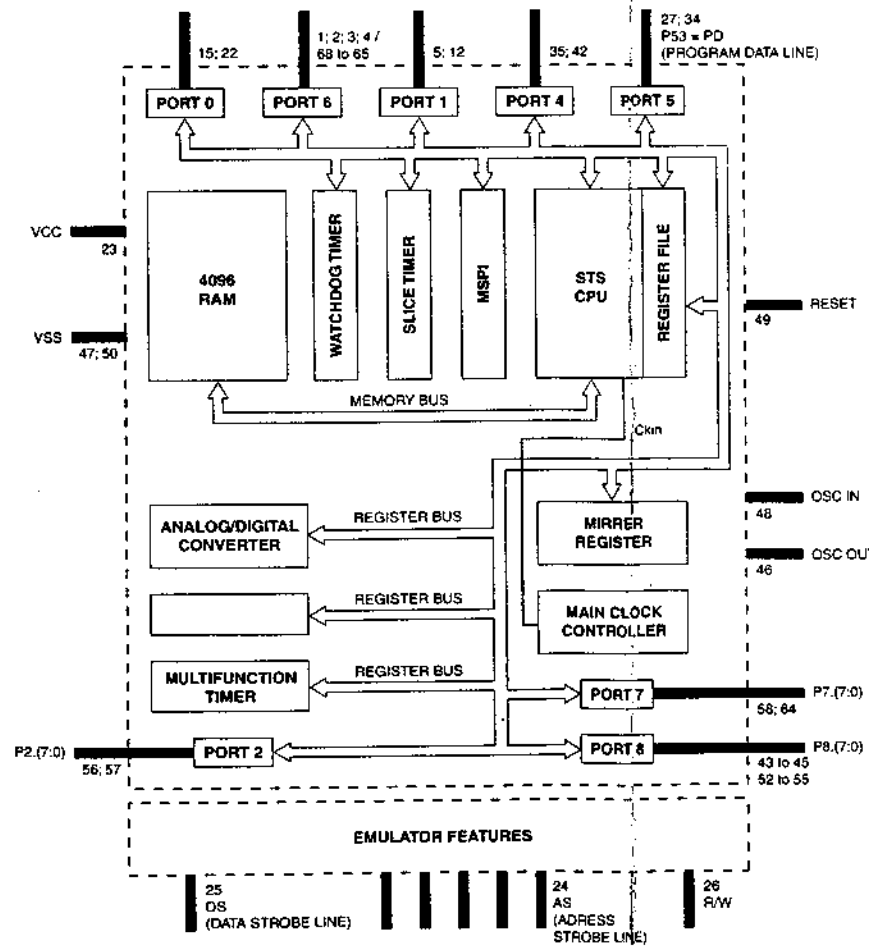 15; 22
1; 2; 3; 4 /
68 to 65
5; 12
35; 42
27; 34
P53 = PD
(PROGRAM DATA LINE)
PORT 0
PORT 6
PORT 1
PORT 4
PORT 5
VCC
23
VSS
47; 50
4096
RAM
WATCHDOG TIMER
SLICE TIMER
MSPI
STS
CPU
REGISTER FILE
RESET
49
MEMORY BUS
Ckin
ANALOG/DIGITAL
CONVERTER
REGISTER BUS
MIRRER
REGISTER
OSC IN
48
OSC OUT
46
REGISTER BUS
MAIN CLOCK
CONTROLLER
MULTIFUNCTION
TIMER
REGISTER BUS
PORT 7
P7.(7:0)
58; 64
P2.(7:0)
56; 57
PORT 2
PORT 8
P8.(7:0)
43 to 45
52 to 55
EMULATOR FEATURES
25
DS
(DATA STROBE LINE)
24
AS
(ADRESS
STROBE LINE)
26
R/W